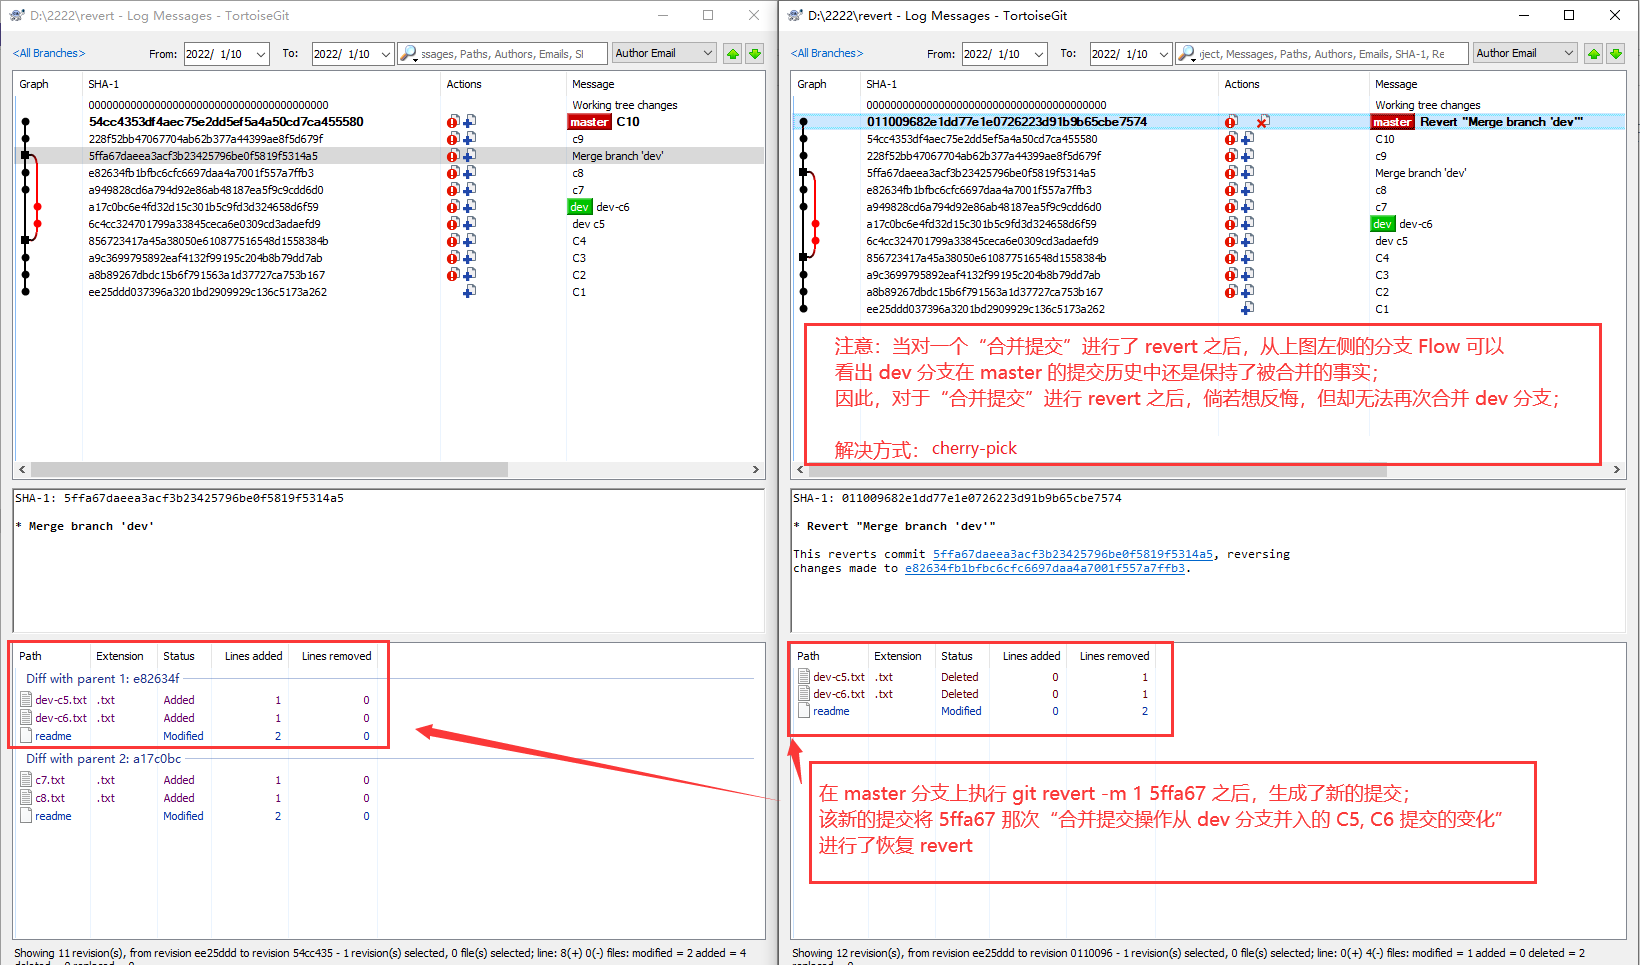 D:\2222\revert - Log Messages - TortoiseGit
<All Branches> From: 2022/ 1/10 To: 2022/ 1/10 ssages, Paths, Authors, Emails, SI Author Email
Graph SHA-1 Actions Message
0000000000000000000000000000000000000000 Working tree changes
54cc4353df4aec75e2dd5ef5a4a50cd7ca455580 master C10
228f52bb47067704ab62b377a44399ae8f5d679f c9
5ffa67daeea3acf3b23425796be0f5819f5314a5 Merge branch 'dev'
e82634fb1bfbc6cfc6697daa4a7001f557a7ffb3 c8
a949828cd6a794d92e86ab48187ea5f9c9cdd6d0 c7
a17c0bc6e4fd32d15c301b5c9fd3d324658d6f59 dev dev-c6
6c4cc324701799a33845ceca6e0309cd3adaefd9 dev c5
856723417a45a38050e610877516548d1558384b C4
a9c3699795892eaf4132f99195c204b8b79dd7ab C3
a8b89267dbdc15b6f791563a1d37727ca753b167 C2
ee25ddd037396a3201bd2909929c136c5173a262 C1
SHA-1: 5ffa67daeea3acf3b23425796be0f5819f5314a5
* Merge branch 'dev'
Path Extension Status Lines added Lines removed
Diff with parent 1: e82634f
dev-c5.txt .txt Added 1 0
dev-c6.txt .txt Added 1 0
readme Modified 2 0
Diff with parent 2: a17c0bc
c7.txt .txt Added 1 0
c8.txt .txt Added 1 0
readme Modified 2 0
Showing 11 revision(s), from revision ee25ddd to revision 54cc435 - 1 revision(s) selected, 0 file(s) selected; line: 8(+) 0(-) files: modified = 2 added = 4
D:\2222\revert - Log Messages - TortoiseGit
<All Branches> From: 2022/ 1/10 To: 2022/ 1/10 ject, Messages, Paths, Authors, Emails, SHA-1, Re Author Email
Graph SHA-1 Actions Message
0000000000000000000000000000000000000000 Working tree changes
011009682e1dd77e1e0726223d91b9b65cbe7574 master Revert "Merge branch 'dev'"
54cc4353df4aec75e2dd5ef5a4a50cd7ca455580 C10
228f52bb47067704ab62b377a44399ae8f5d679f c9
5ffa67daeea3acf3b23425796be0f5819f5314a5 Merge branch 'dev'
e82634fb1bfbc6cfc6697daa4a7001f557a7ffb3 c8
a949828cd6a794d92e86ab48187ea5f9c9cdd6d0 c7
a17c0bc6e4fd32d15c301b5c9fd3d324658d6f59 dev dev-c6
6c4cc324701799a33845ceca6e0309cd3adaefd9 dev c5
856723417a45a38050e610877516548d1558384b C4
a9c3699795892eaf4132f99195c204b8b79dd7ab C3
a8b89267dbdc15b6f791563a1d37727ca753b167 C2
ee25ddd037396a3201bd2909929c136c5173a262 C1
注意：当对一个“合并提交”进行了 revert 之后，从上图左侧的分支 Flow 可以
看出 dev 分支在 master 的提交历史中还是保持了被合并的事实；
因此，对于“合并提交”进行 revert 之后，倘若想反悔，但却无法再次合并 dev 分支；
解决方式：cherry-pick
SHA-1: 011009682e1dd77e1e0726223d91b9b65cbe7574
* Revert "Merge branch 'dev'"
This reverts commit 5ffa67daeea3acf3b23425796be0f5819f5314a5, reversing
changes made to e82634fb1bfbc6cfc6697daa4a7001f557a7ffb3.
Path Extension Status Lines added Lines removed
dev-c5.txt .txt Deleted 0 1
dev-c6.txt .txt Deleted 0 1
readme Modified 0 2
在 master 分支上执行 git revert -m 1 5ffa67 之后，生成了新的提交；
该新的提交将 5ffa67 那次“合并提交操作从 dev 分支并入的 C5, C6 提交的变化”
进行了恢复 revert
Showing 12 revision(s), from revision ee25ddd to revision 0110096 - 1 revision(s) selected, 0 file(s) selected; line: 0(+) 4(-) files: modified = 1 added = 0 deleted = 2